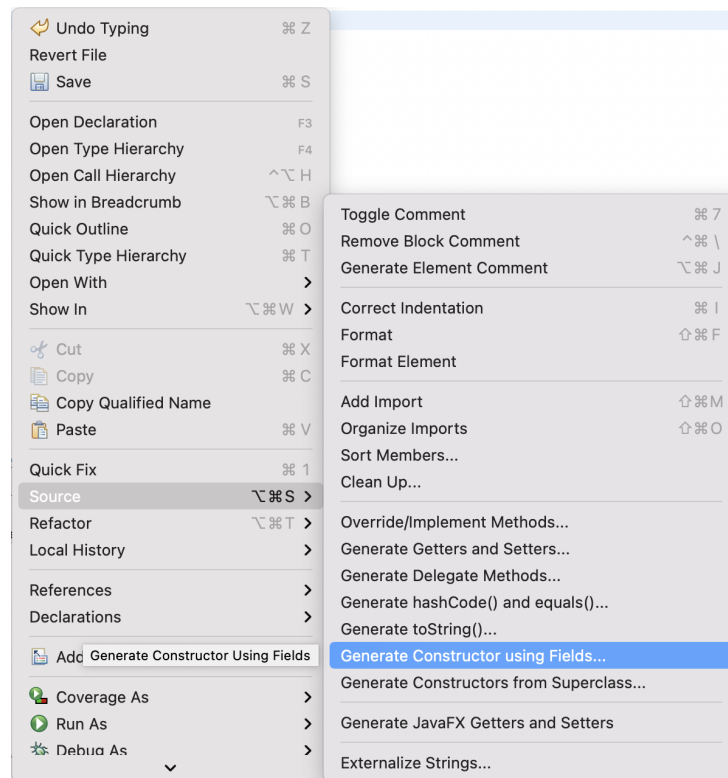 Undo Typing ⌘ Z
Revert File
Save ⌘ S
Open Declaration F3
Open Type Hierarchy F4
Open Call Hierarchy ^⌥ H
Show in Breadcrumb ⌥⌘ B
Quick Outline ⌘ O
Quick Type Hierarchy ⌘ T
Open With >
Show In ⌥⌘ W >
Cut ⌘ X
Copy ⌘ C
Copy Qualified Name
Paste ⌘ V
Quick Fix ⌘ 1
Source ⌥⌘ S >
Refactor ⌥⌘ T >
Local History >
References >
Declarations >
Add
Generate Constructor Using Fields
Coverage As >
Run As >
Debug As >
Toggle Comment ⌘ 7
Remove Block Comment ^⌘ \
Generate Element Comment ⌥⌘ J
Correct Indentation ⌘ I
Format ⇧⌘ F
Format Element
Add Import ⇧⌘ M
Organize Imports ⇧⌘ O
Sort Members...
Clean Up...
Override/Implement Methods...
Generate Getters and Setters...
Generate Delegate Methods...
Generate hashCode() and equals()...
Generate toString()...
Generate Constructor using Fields...
Generate Constructors from Superclass...
Generate JavaFX Getters and Setters
Externalize Strings...